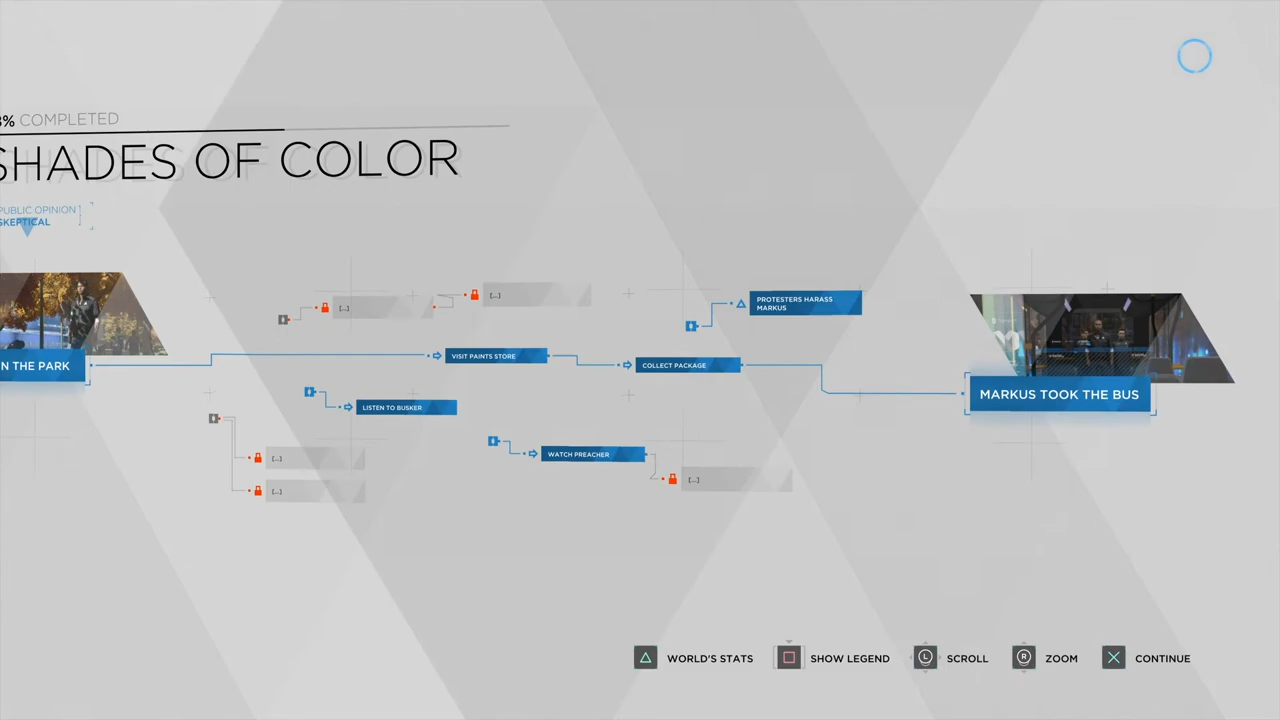 % COMPLETED
SHADES OF COLOR
PUBLIC OPINION
SKEPTICAL
[...]
[...]
PROTESTERS HARASS
MARKUS
VISIT PAINTS STORE
COLLECT PACKAGE
N THE PARK
MARKUS TOOK THE BUS
LISTEN TO BUSKER
WATCH PREACHER
[...]
[...]
[...]
WORLD'S STATS
SHOW LEGEND
L
SCROLL
R
ZOOM
CONTINUE